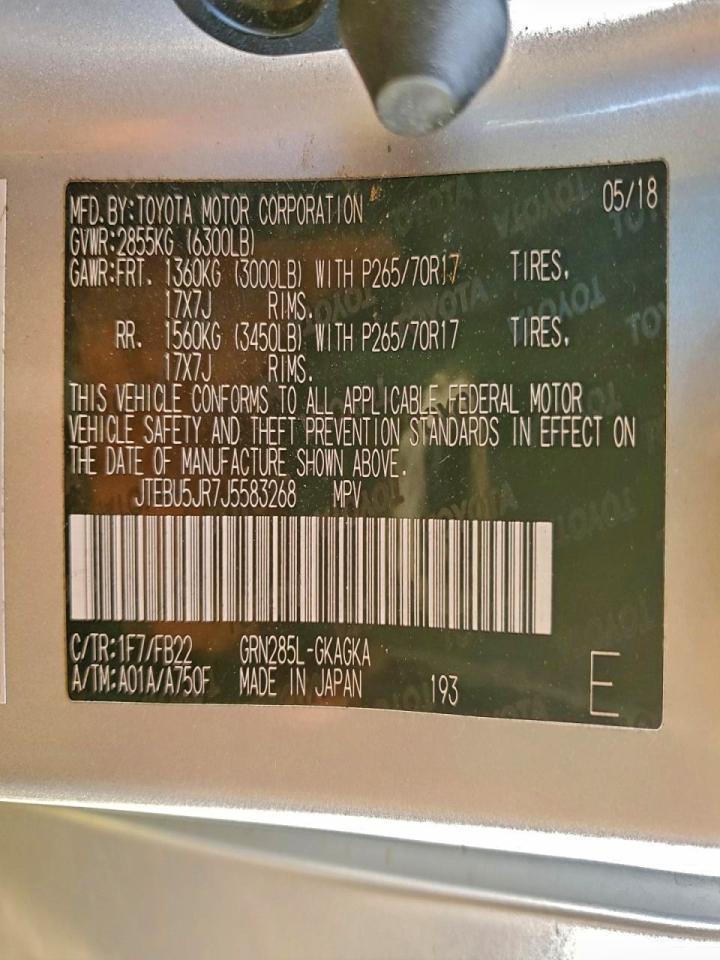 MFD.BY:TOYOTA MOTOR CORPORATION 05/18
GVWR:2855KG (6300LB)
GAWR:FRT. 1360KG (3000LB) WITH P265/70R17 TIRES,
17X7J RIMS.
RR. 1560KG (3450LB) WITH P265/70R17 TIRES,
17X7J RIMS.
THIS VEHICLE CONFORMS TO ALL APPLICABLE FEDERAL MOTOR
VEHICLE SAFETY AND THEFT PREVENTION STANDARDS IN EFFECT ON
THE DATE OF MANUFACTURE SHOWN ABOVE.
JTEBU5JR7J5583268 MPV
C/TR:1F7/FB22 GRN285L-GKAGKA
A/TM:A01A/A750F MADE IN JAPAN 193 E